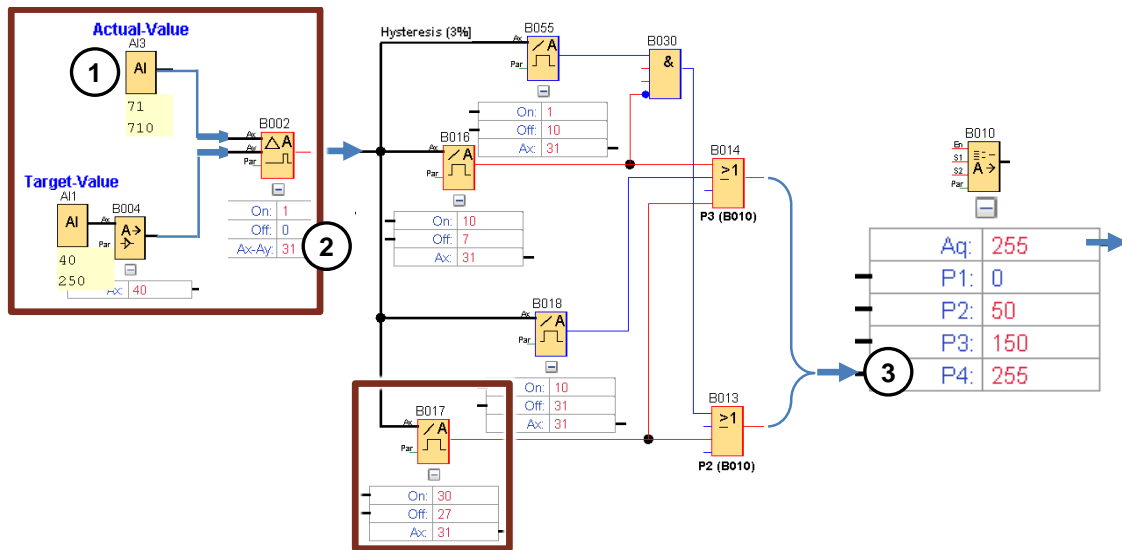 Actual-Value
AI3
1
AI
71
710
B002
Ax
Ay
Par
△A
On: 1
Off: 0
Ax-Ay: 31
2
Target-Value
AI1
AI
40
250
B004
Ax
Par
A→
Ax: 40
Hysteresis [3%]
B055
Ax
Par
/A
On: 1
Off: 10
Ax: 31
B030
&
B016
Ax
Par
/A
On: 10
Off: 7
Ax: 31
B014
≥1
P3 (B010)
B018
Ax
Par
/A
On: 10
Off: 31
Ax: 31
B017
Ax
Par
/A
On: 30
Off: 27
Ax: 31
B013
≥1
P2 (B010)
B010
En
S1
S2
Par
A→
Aq: 255
P1: 0
P2: 50
P3: 150
P4: 255
3